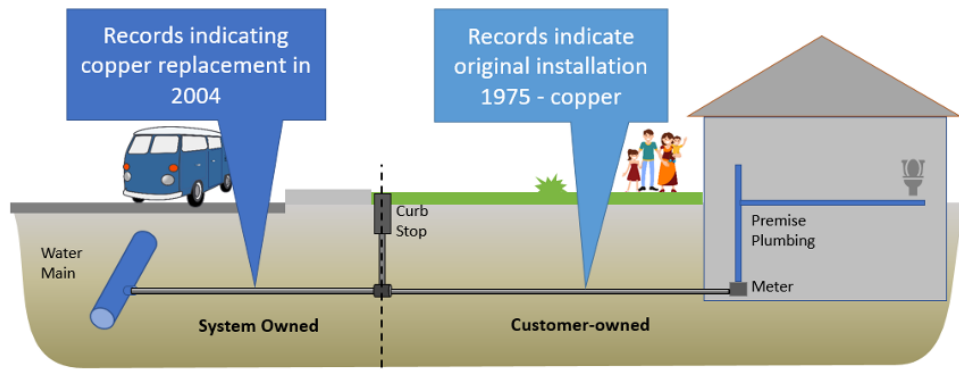 Records indicating
copper replacement in
2004
Records indicate
original installation
1975 - copper
Curb
Stop
Water
Main
Premise
Plumbing
Meter
System Owned
Customer-owned